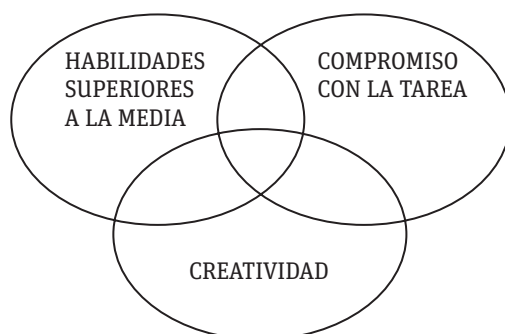 HABILIDADES
SUPERIORES
A LA MEDIA
COMPROMISO
CON LA TAREA
CREATIVIDAD